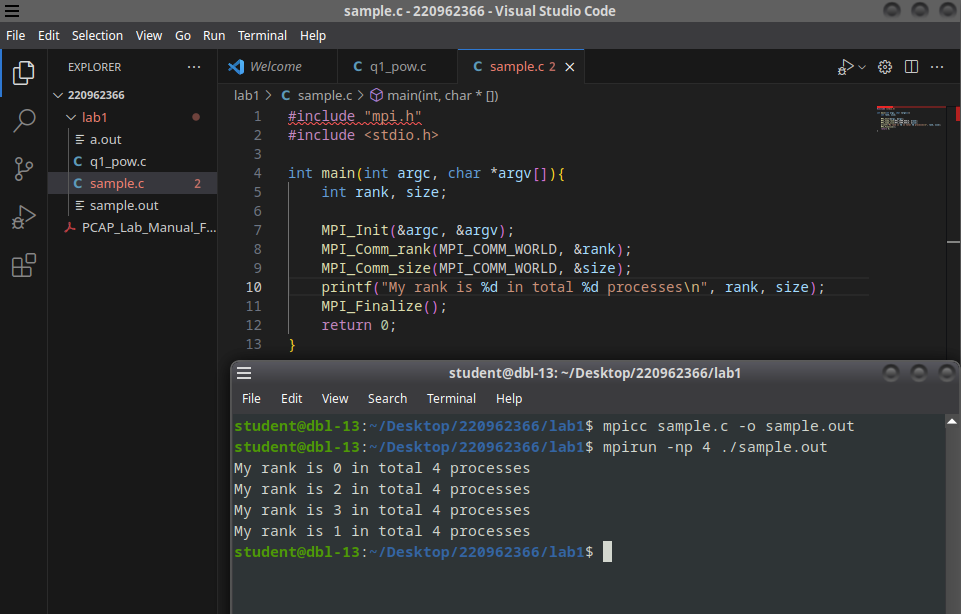 sample.c - 220962366 - Visual Studio Code
File Edit Selection View Go Run Terminal Help
EXPLORER ···
220962366
lab1
a.out
C q1_pow.c
C sample.c 2
sample.out
PCAP_Lab_Manual_F...
Welcome C q1_pow.c C sample.c 2
lab1 > C sample.c > main(int, char * [])
1 #include "mpi.h"
2 #include <stdio.h>
3
4 int main(int argc, char *argv[]){
5 int rank, size;
6
7 MPI_Init(&argc, &argv);
8 MPI_Comm_rank(MPI_COMM_WORLD, &rank);
9 MPI_Comm_size(MPI_COMM_WORLD, &size);
10 printf("My rank is %d in total %d processes\n", rank, size);
11 MPI_Finalize();
12 return 0;
13 }
student@dbl-13: ~/Desktop/220962366/lab1
File Edit View Search Terminal Help
student@dbl-13:~/Desktop/220962366/lab1$ mpicc sample.c -o sample.out
student@dbl-13:~/Desktop/220962366/lab1$ mpirun -np 4 ./sample.out
My rank is 0 in total 4 processes
My rank is 2 in total 4 processes
My rank is 3 in total 4 processes
My rank is 1 in total 4 processes
student@dbl-13:~/Desktop/220962366/lab1$